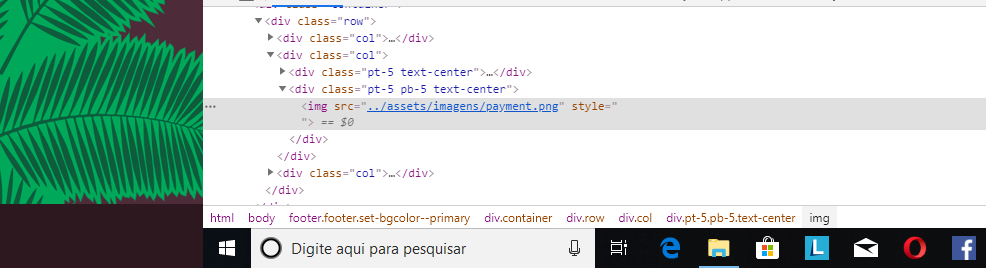 ▼<div class="row">
▶<div class="col">…</div>
▼<div class="col">
▶<div class="pt-5 text-center">…</div>
▼<div class="pt-5 pb-5 text-center">
… <img src="../assets/imagens/payment.png" style="
"> == $0
</div>
</div>
▶<div class="col">…</div>
</div>
html body footer.footer.set-bgcolor--primary div.container div.row div.col div.pt-5.pb-5.text-center img
Digite aqui para pesquisar